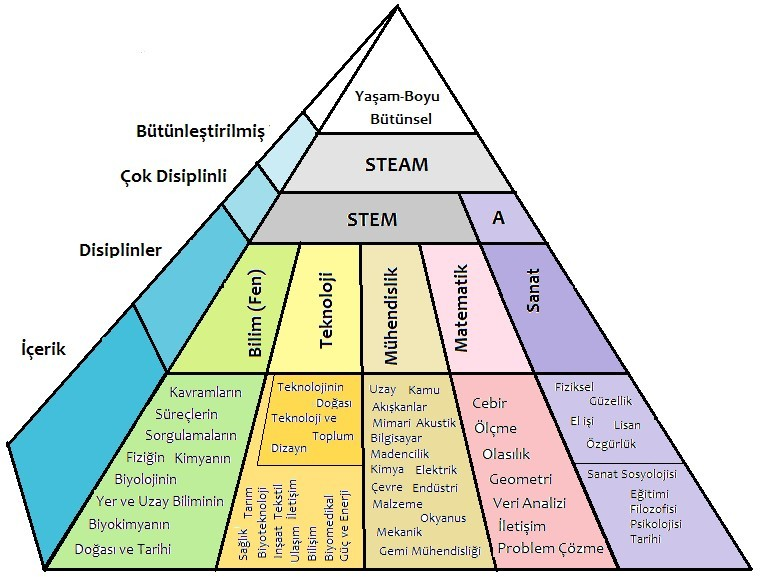 Yaşam-Boyu
Bütünsel
Bütünleştirilmiş
STEAM
Çok Disiplinli
STEM
A
Disiplinler
Bilim (Fen)
Teknoloji
Mühendislik
Matematik
Sanat
İçerik
Kavramların
Süreçlerin
Sorgulamaların
Fiziğin Kimyanın
Biyolojinin
Yer ve Uzay Biliminin
Biyokimyanın
Doğası ve Tarihi
Teknolojinin
Doğası
Teknoloji ve
Toplum
Dizayn
Sağlık Tarım
Biyoteknoloji
İnşaat Tekstil
Ulaşım İletişim
Bilişim
Biyomedikal
Güç ve Enerji
Uzay Kamu
Akışkanlar
Mimari Akustik
Bilgisayar
Madencilik
Kimya Elektrik
Çevre Endüstri
Malzeme
Okyanus
Mekanik
Gemi Mühendisliği
Cebir
Ölçme
Olasılık
Geometri
Veri Analizi
İletişim
Problem Çözme
Fiziksel
Güzellik
El işi Lisan
Özgürlük
Sanat Sosyolojisi
Eğitimi
Filozofisi
Psikolojisi
Tarihi